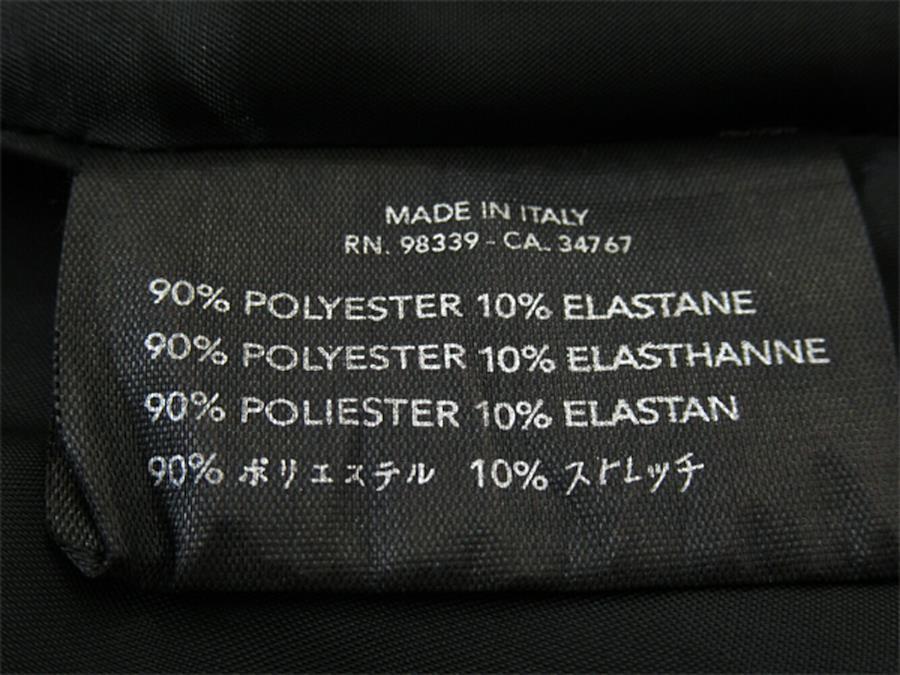 MADE IN ITALY
RN. 98339 - CA. 34767
90% POLYESTER 10% ELASTANE
90% POLYESTER 10% ELASTHANNE
90% POLIESTER 10% ELASTAN
90% ポリエステル 10% ストレッチ